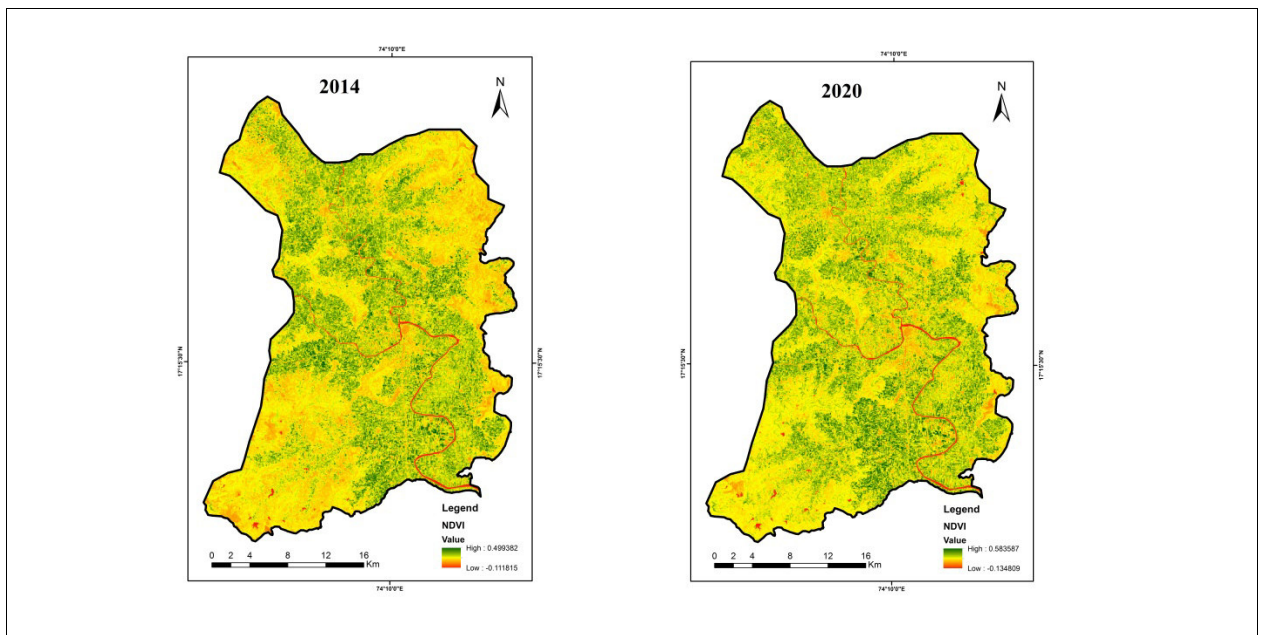 74°10'0"E
2014
N
17°15'30"N
17°15'30"N
Legend
NDVI
Value
High : 0.499382
Low : -0.111815
0 2 4 8 12 16
Km
74°10'0"E
74°10'0"E
2020
N
17°15'30"N
17°15'30"N
Legend
NDVI
Value
High : 0.583587
Low : -0.134809
0 2 4 8 12 16
Km
74°10'0"E